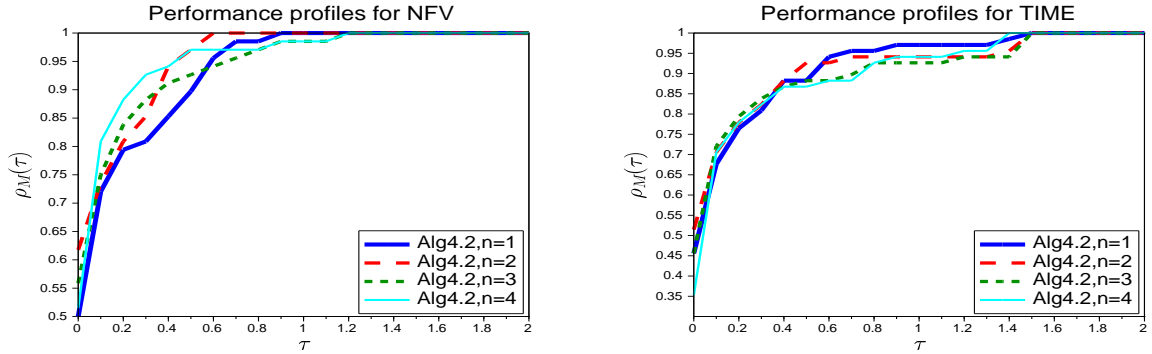 Performance profiles for NFV
1
0.95
0.9
0.85
0.8
0.75
0.7
0.65
0.6
0.55
0.5
ρM(τ)
0 0.2 0.4 0.6 0.8 1 1.2 1.4 1.6 1.8 2
τ
Alg4.2,n=1
Alg4.2,n=2
Alg4.2,n=3
Alg4.2,n=4
Performance profiles for TIME
1
0.95
0.9
0.85
0.8
0.75
0.7
0.65
0.6
0.55
0.5
0.45
0.4
0.35
ρM(τ)
0 0.2 0.4 0.6 0.8 1 1.2 1.4 1.6 1.8 2
τ
Alg4.2,n=1
Alg4.2,n=2
Alg4.2,n=3
Alg4.2,n=4